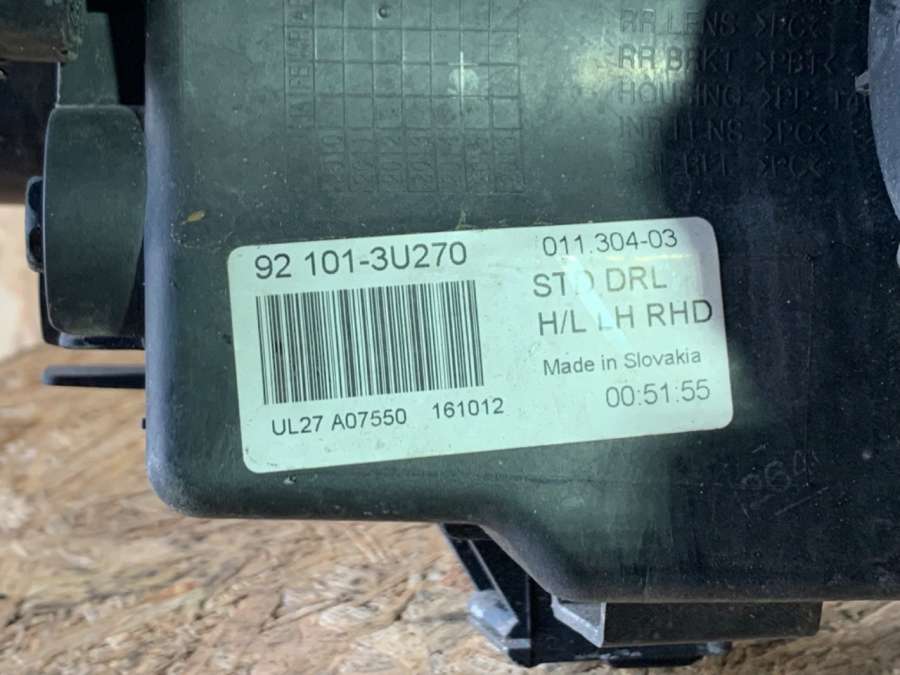 RR LENS >PC<
RR BRKT >PBT<
HOUSING >PP
INR LENS >PC<
92 101-3U270
011.304-03
STD DRL
H/L LH RHD
Made in Slovakia
UL27 A07550 161012
00:51:55